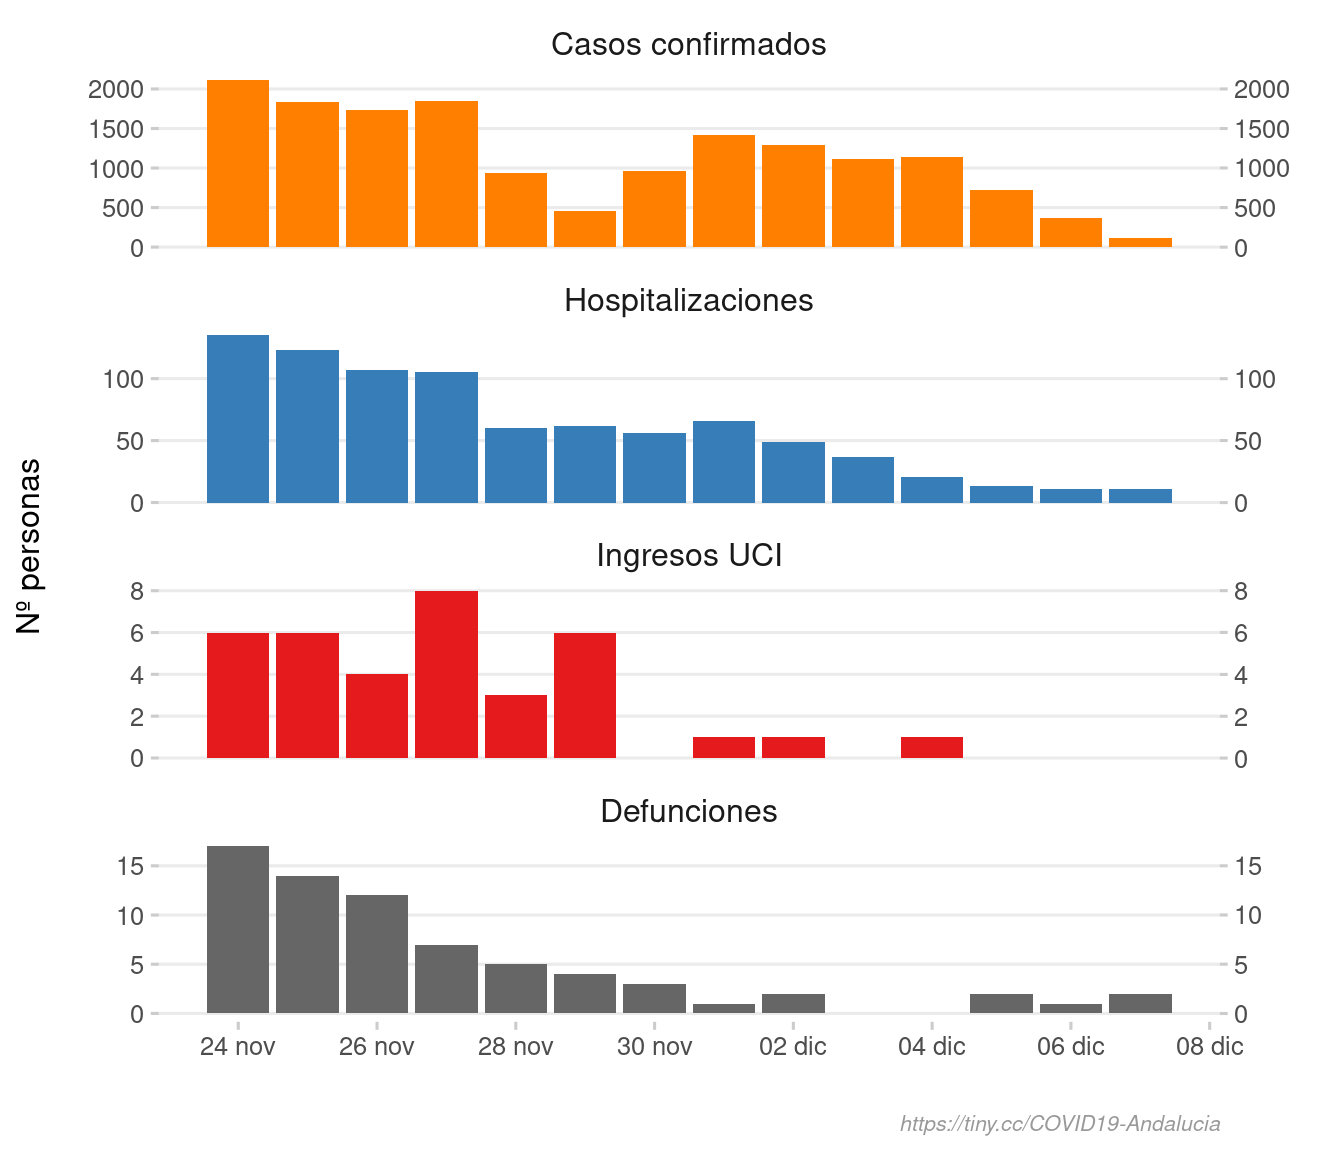 Casos confirmados
2000 2000
1500 1500
1000 1000
500 500
0 0
Hospitalizaciones
100 100
50 50
0 0
Nº personas
Ingresos UCI
8 8
6 6
4 4
2 2
0 0
Defunciones
15 15
10 10
5 5
0 0
24 nov 26 nov 28 nov 30 nov 02 dic 04 dic 06 dic 08 dic
https://tiny.cc/COVID19-Andalucia